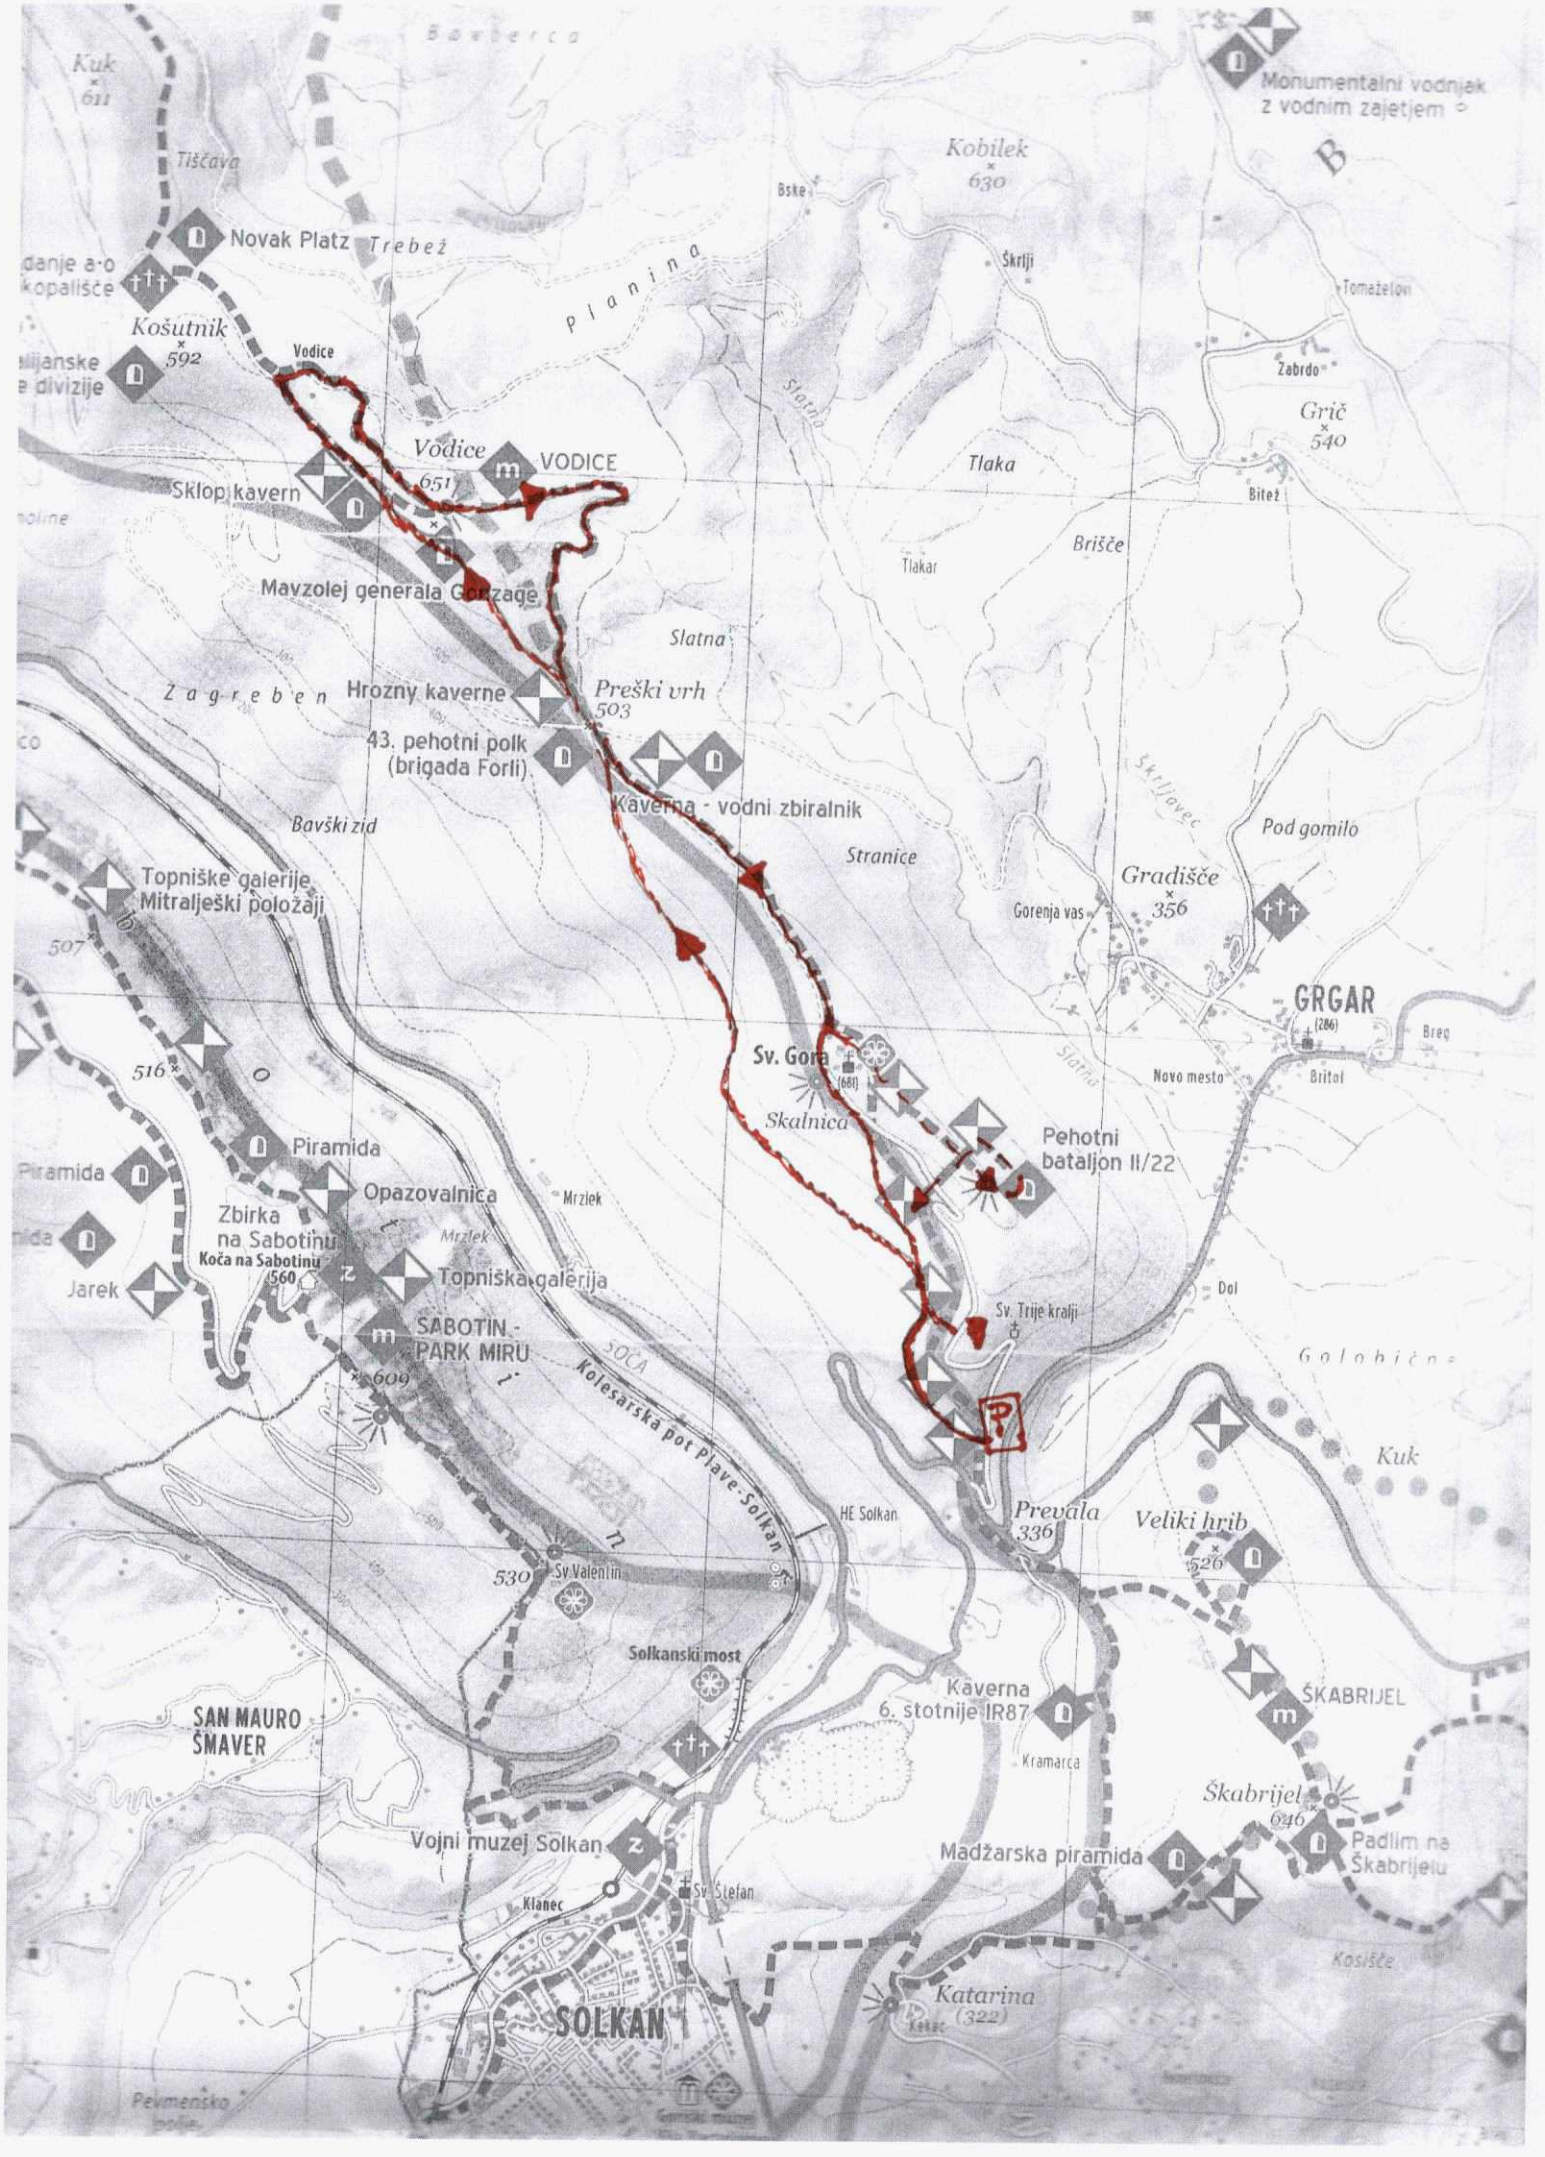 Kuk
611
Tiščava
Novak Platz
Trebež
danje a-o
kopališče
Košutnik
592
Vodice
alijanske
e divizije
Monumentalni vodnjak
z vodnim zajetjem
B
Kobilek
630
Bske
Škrlji
Planina
Tomaželovi
Zabrdo
Grič
540
Bitež
Slatna
Tlaka
Brišče
Tlakar
Vodice
651
VODICE
Sklop kavern
Mavzolej generala Gonzage
Slatna
Zagreben
Hrozny kaverne
Preški vrh
503
43. pehotni polk
(brigada Forli)
Kaverna - vodni zbiralnik
Bavški zid
Stranice
Škrljavec
Pod gomilo
Gradišče
356
Gorenja vas
GRGAR
(286)
Breg
Britof
Novo mesto
Slatna
Topniške galerije
Mitralješki položaji
507
b
o
t
i
n
516
Sv. Gora
(681)
Skalnica
Piramida
Piramida
Opazovalnica
Zbirka
na Sabotinu
Koča na Sabotinu
560
Jarek
Mrzlek
Mrzlek
Topniška galerija
Pehotni
bataljon II/22
Dol
Sv. Trije kralji
SABOTIN -
PARK MIRU
609
SOČA
Kolesarska pot Plave-Solkan
P
Kuk
HE Solkan
Prevala
336
Veliki hrib
526
530
Sv. Valentin
Solkanski most
SAN MAURO
ŠMAVER
Kaverna
6. stotnije IR87
Kramarca
ŠKABRIJEL
Škabrijel
646
Padlim na
Škabrijelu
Madžarska piramida
Vojni muzej Solkan
Klanec
Sv. Štefan
SOLKAN
Katarina
(322)
Kekec
Kosišče
Pevmensko
polje